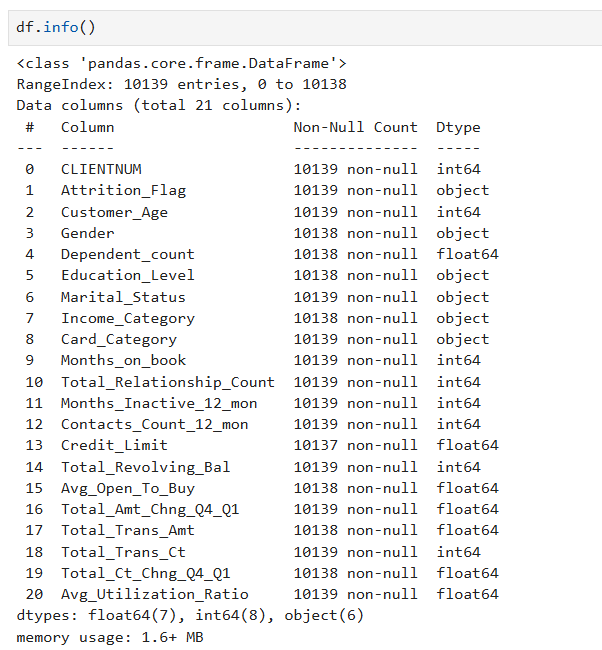 df.info()
<class 'pandas.core.frame.DataFrame'>
RangeIndex: 10139 entries, 0 to 10138
Data columns (total 21 columns):
 #   Column                    Non-Null Count  Dtype
---  ------                    --------------  -----
 0   CLIENTNUM                 10139 non-null  int64
 1   Attrition_Flag            10139 non-null  object
 2   Customer_Age              10139 non-null  int64
 3   Gender                    10138 non-null  object
 4   Dependent_count           10138 non-null  float64
 5   Education_Level           10138 non-null  object
 6   Marital_Status            10139 non-null  object
 7   Income_Category           10138 non-null  object
 8   Card_Category             10139 non-null  object
 9   Months_on_book            10139 non-null  int64
 10  Total_Relationship_Count  10139 non-null  int64
 11  Months_Inactive_12_mon    10139 non-null  int64
 12  Contacts_Count_12_mon     10139 non-null  int64
 13  Credit_Limit              10137 non-null  float64
 14  Total_Revolving_Bal       10139 non-null  int64
 15  Avg_Open_To_Buy           10138 non-null  float64
 16  Total_Amt_Chng_Q4_Q1      10139 non-null  float64
 17  Total_Trans_Amt           10138 non-null  float64
 18  Total_Trans_Ct            10139 non-null  int64
 19  Total_Ct_Chng_Q4_Q1       10138 non-null  float64
 20  Avg_Utilization_Ratio     10139 non-null  float64
dtypes: float64(7), int64(8), object(6)
memory usage: 1.6+ MB